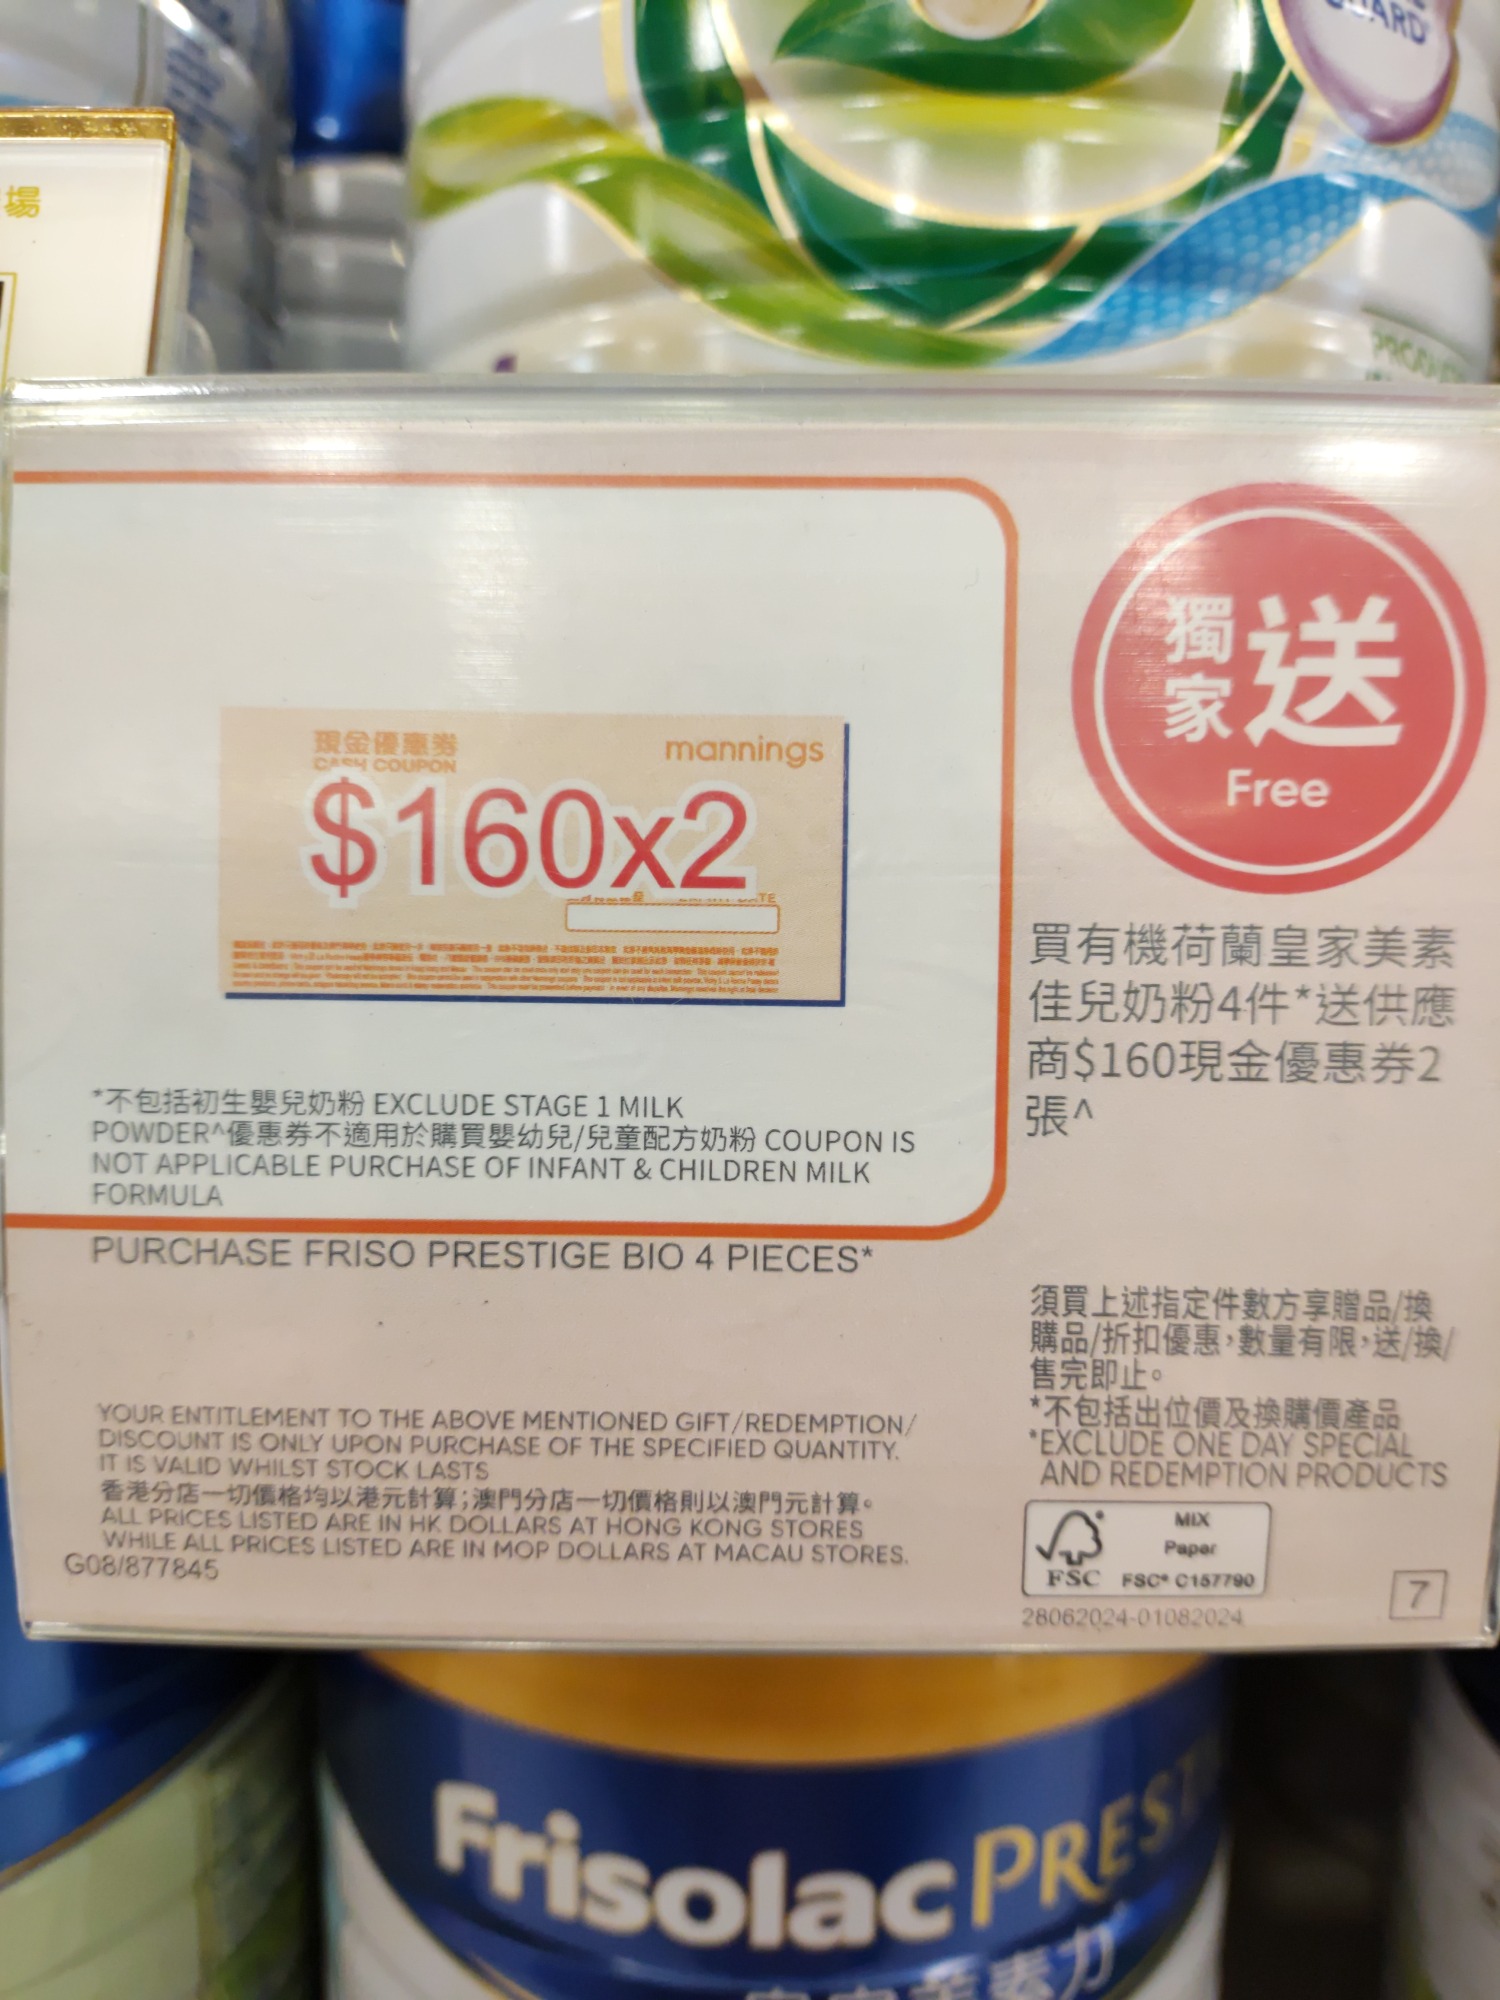 GUARD
場
獨家
送
Free
現金優惠券
CASH COUPON
mannings
$160x2
買有機荷蘭皇家美素
佳兒奶粉4件*送供應
商$160現金優惠券2
張^
*不包括初生嬰兒奶粉 EXCLUDE STAGE 1 MILK
POWDER^優惠券不適用於購買嬰幼兒/兒童配方奶粉 COUPON IS
NOT APPLICABLE PURCHASE OF INFANT & CHILDREN MILK
FORMULA
PURCHASE FRISO PRESTIGE BIO 4 PIECES*
須買上述指定件數方享贈品/換
購品/折扣優惠，數量有限，送/換/
售完即止。
*不包括出位價及換購價產品
*EXCLUDE ONE DAY SPECIAL
AND REDEMPTION PRODUCTS
YOUR ENTITLEMENT TO THE ABOVE MENTIONED GIFT/REDEMPTION/
DISCOUNT IS ONLY UPON PURCHASE OF THE SPECIFIED QUANTITY.
IT IS VALID WHILST STOCK LASTS
香港分店一切價格均以港元計算；澳門分店一切價格則以澳門元計算。
ALL PRICES LISTED ARE IN HK DOLLARS AT HONG KONG STORES
WHILE ALL PRICES LISTED ARE IN MOP DOLLARS AT MACAU STORES.
G08/877845
FSC
MIX
Paper
FSC® C157790
28062024-01082024
7
Frisolac PREST